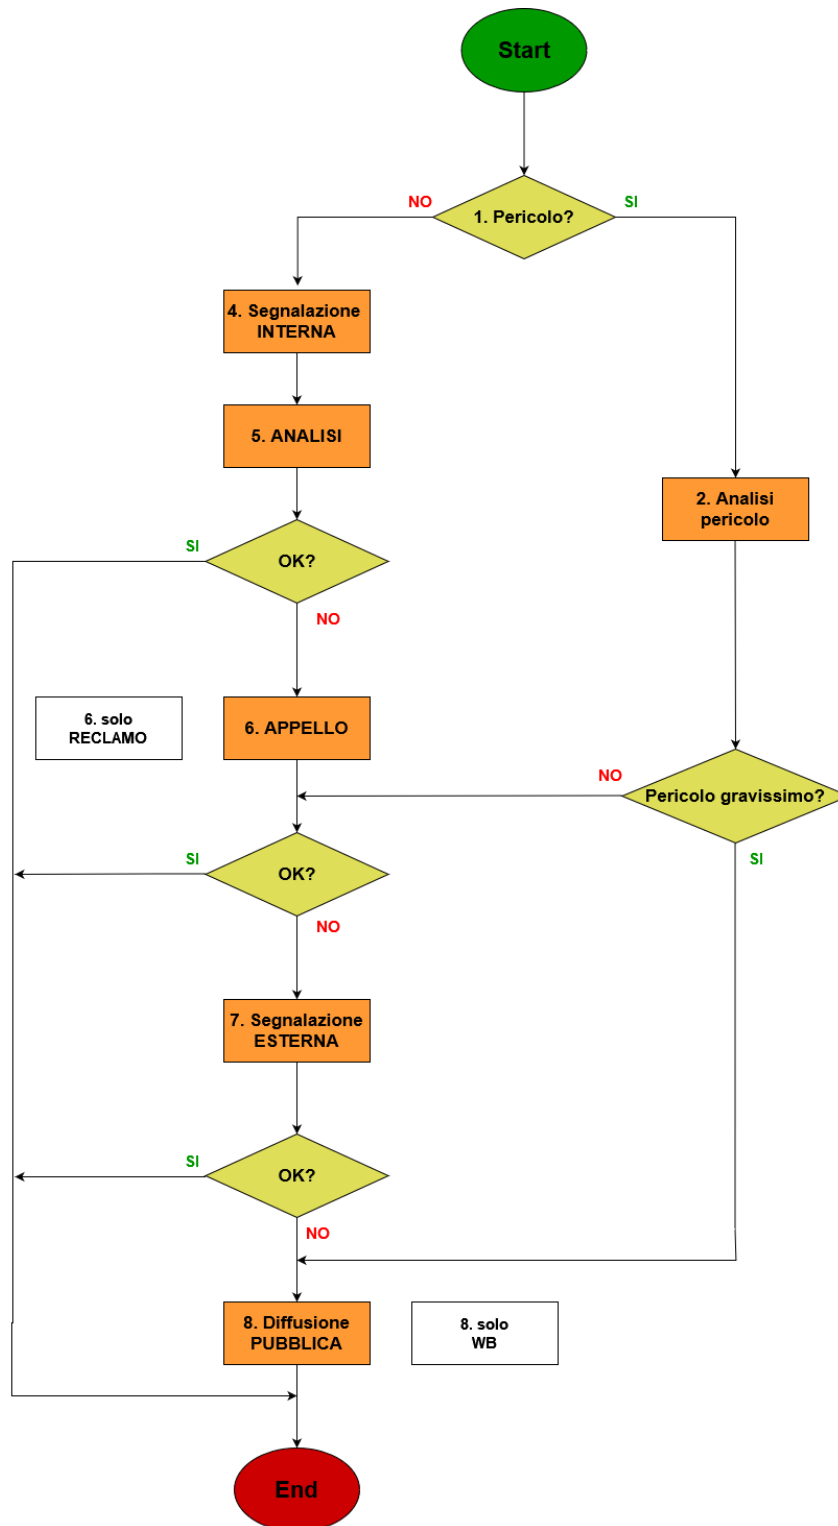 Start
NO
SI
1. Pericolo?
4. Segnalazione
INTERNA
5. ANALISI
2. Analisi
pericolo
SI
OK?
NO
6. solo
RECLAMO
6. APPELLO
NO
Pericolo gravissimo?
SI
SI
OK?
NO
7. Segnalazione
ESTERNA
SI
OK?
NO
8. Diffusione
PUBBLICA
8. solo
WB
End